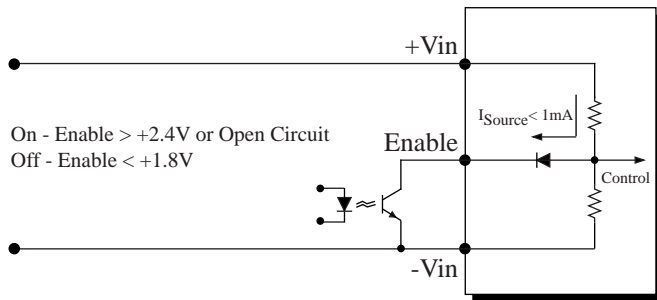 +Vin
ISource< 1mA
On - Enable > +2.4V or Open Circuit
Off - Enable < +1.8V
Enable
Control
-Vin